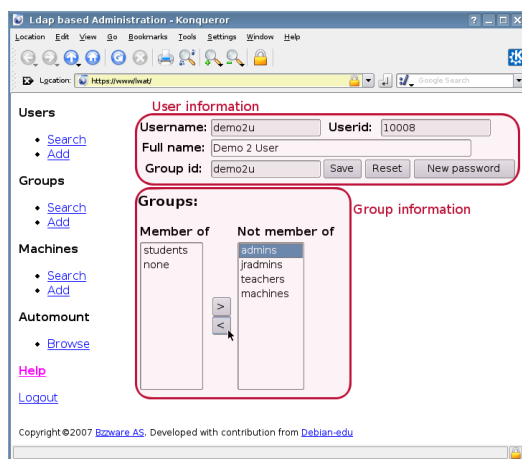 Ldap based Administration - Konqueror
Location Edit View Go Bookmarks Tools Settings Window Help
Location: https://www/lwat/ Google Search
Users
Search
Add
Groups
Search
Add
Machines
Search
Add
Automount
Browse
Help
Logout
User information
Username: demo2u Userid: 10008
Full name: Demo 2 User
Group id: demo2u Save Reset New password
Groups:
Group information
Member of Not member of
students
none
admins
jradmins
teachers
machines
>
<
Copyright©2007 Bzzware AS. Developed with contribution from Debian-edu